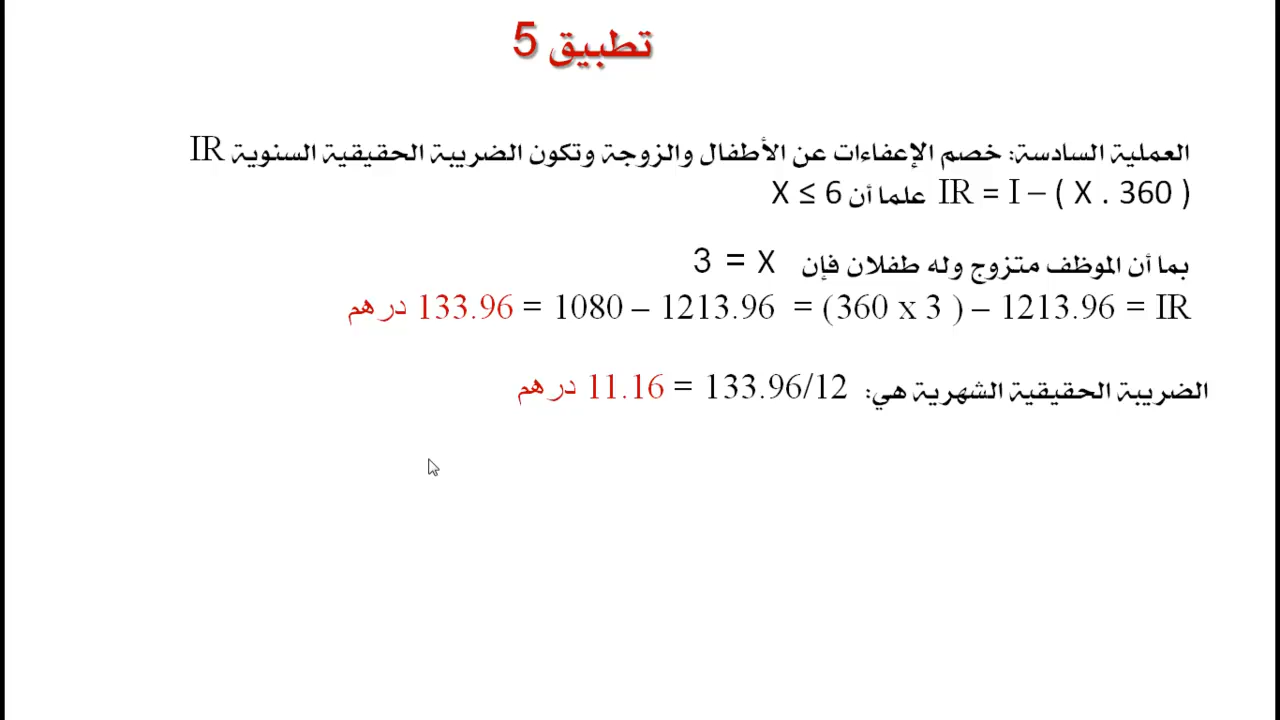 تطبيق 5
العملية السادسة: خصم الإعفاءات عن الأطفال والزوجة وتكون الضريبة الحقيقية السنوية IR
IR = I – ( X . 360 ) علما أن X ≤ 6
بما أن الموظف متزوج وله طفلان فإن X = 3
IR = 1213.96 – ( 3 x 360) = 1213.96 – 1080 = 133.96 درهم
الضريبة الحقيقية الشهرية هي: 133.96/12 = 11.16 درهم